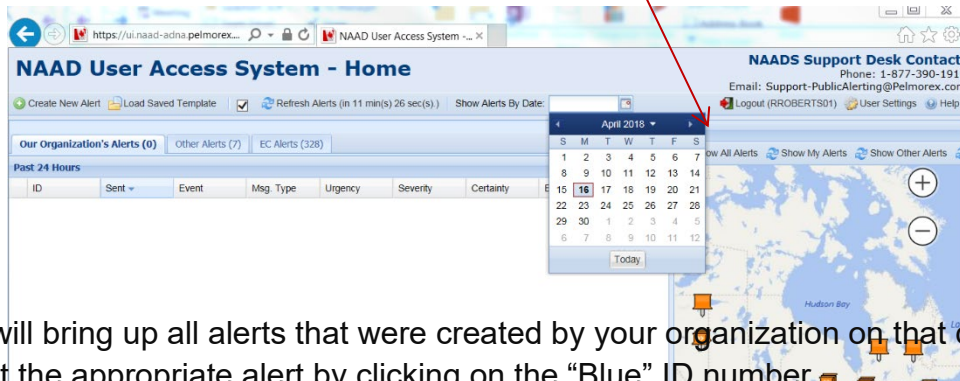 https://ui.naad-adna.pelmorex.... NAAD User Access System -... ×
NAAD User Access System - Home
NAADS Support Desk Contact
Phone: 1-877-390-191
Email: Support-PublicAlerting@Pelmorex.com
Create New Alert Load Saved Template Refresh Alerts (in 11 min(s) 26 sec(s).) Show Alerts By Date: Logout (RROBERTS01) User Settings Help
April 2018
Our Organization's Alerts (0) Other Alerts (7) EC Alerts (328)
S M T W T F S
ow All Alerts Show My Alerts Show Other Alerts
Past 24 Hours
1 2 3 4 5 6 7
ID Sent Event Msg. Type Urgency Severity Certainty E
8 9 10 11 12 13 14
15 16 17 18 19 20 21
22 23 24 25 26 27 28
29 30 1 2 3 4 5
6 7 8 9 10 11 12
Today
Hudson Bay
will bring up all alerts that were created by your organization on that
t the appropriate alert by clicking on the "Blue" ID number.